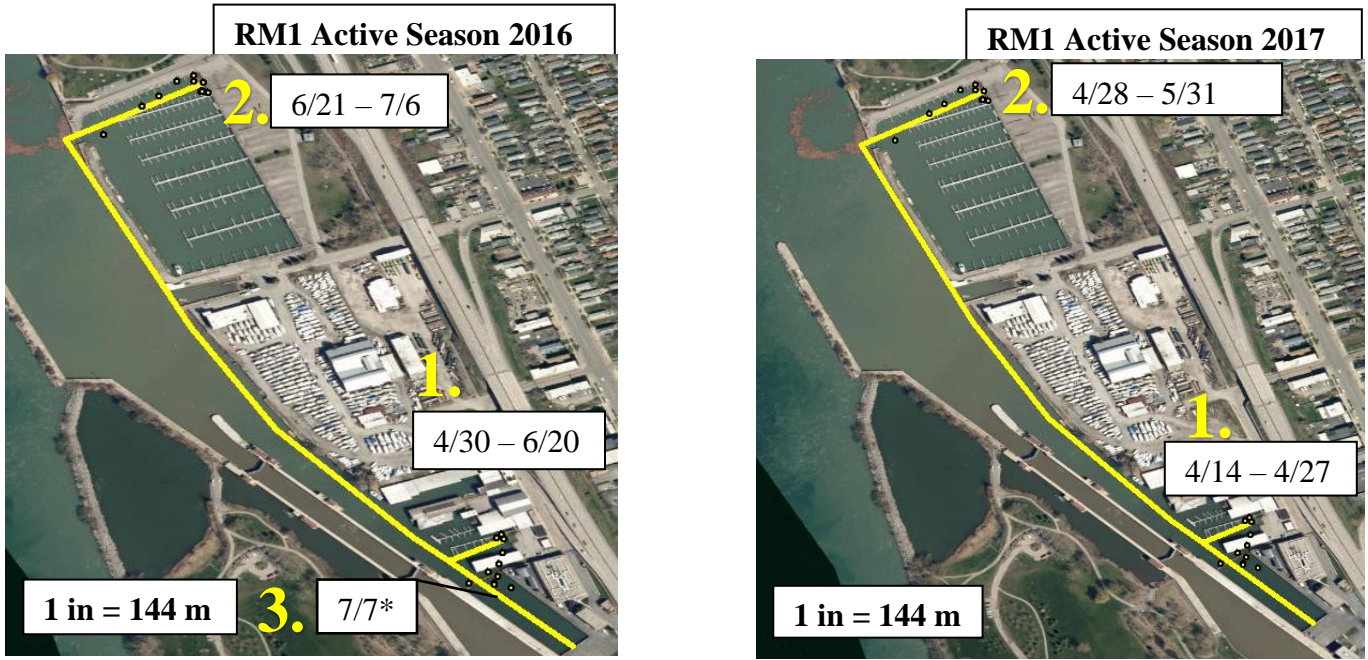 RM1 Active Season 2016
2.
6/21 – 7/6
1.
4/30 – 6/20
1 in = 144 m
3.
7/7*
RM1 Active Season 2017
2.
4/28 – 5/31
1.
4/14 – 4/27
1 in = 144 m